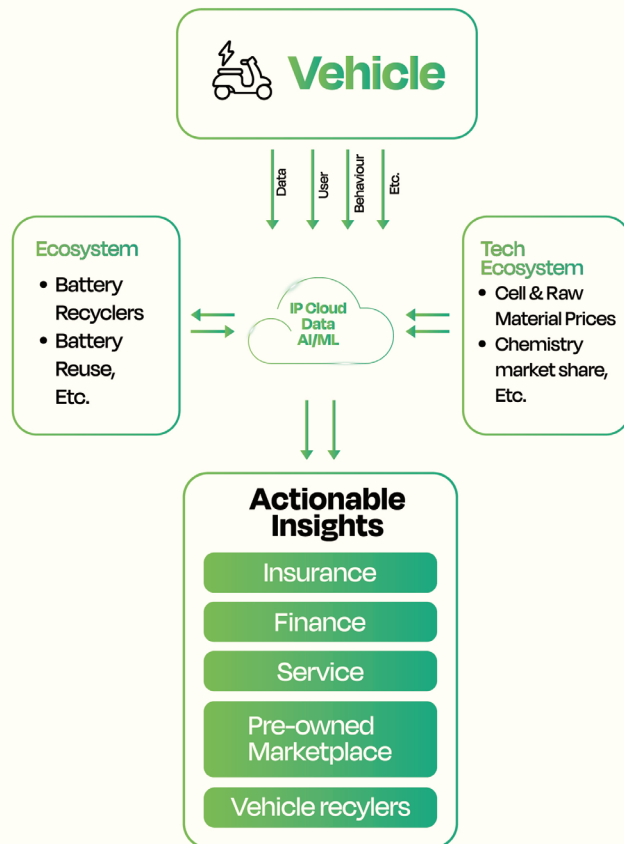 Vehicle
Data
User
Behaviour
Etc.
Ecosystem
• Battery
Recyclers
• Battery
Reuse,
Etc.
IP Cloud
Data
AI/ML
Tech
Ecosystem
• Cell & Raw
Material Prices
• Chemistry
market share,
Etc.
Actionable
Insights
Insurance
Finance
Service
Pre-owned
Marketplace
Vehicle recylers